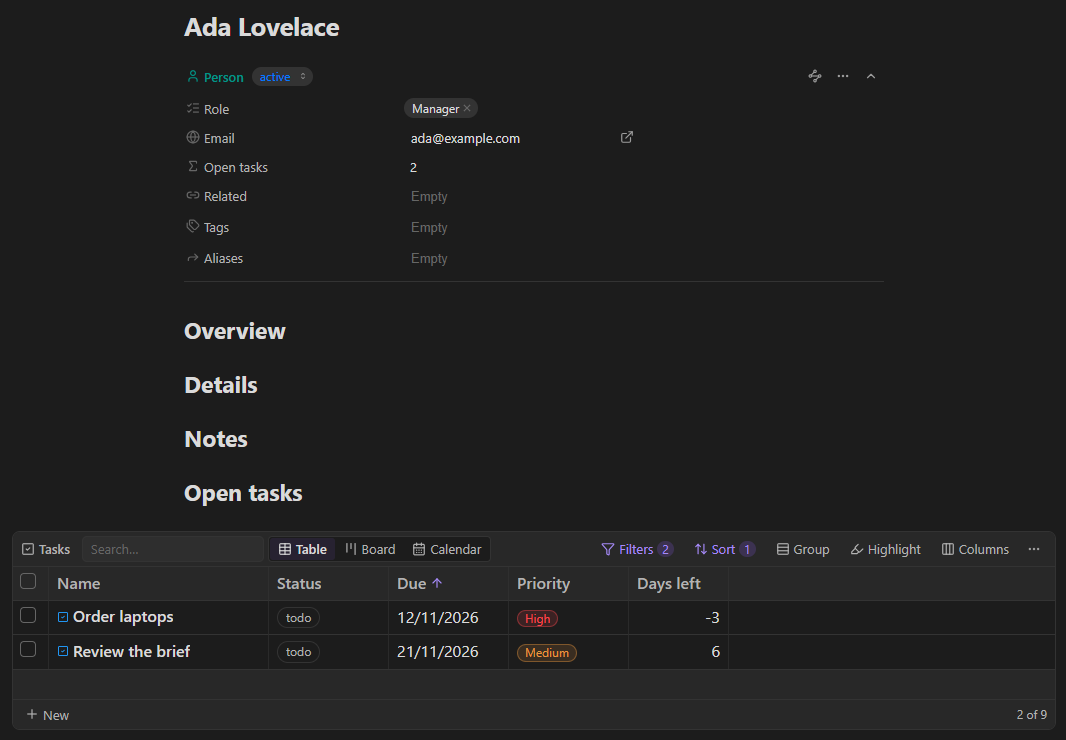 Ada Lovelace
Person active
Role Manager
Email ada@example.com
Open tasks 2
Related Empty
Tags Empty
Aliases Empty
Overview
Details
Notes
Open tasks
Tasks Search... Table Board Calendar Filters 2 Sort 1 Group Highlight Columns
Name Status Due Priority Days left
Order laptops todo 12/11/2026 High -3
Review the brief todo 21/11/2026 Medium 6
New 2 of 9